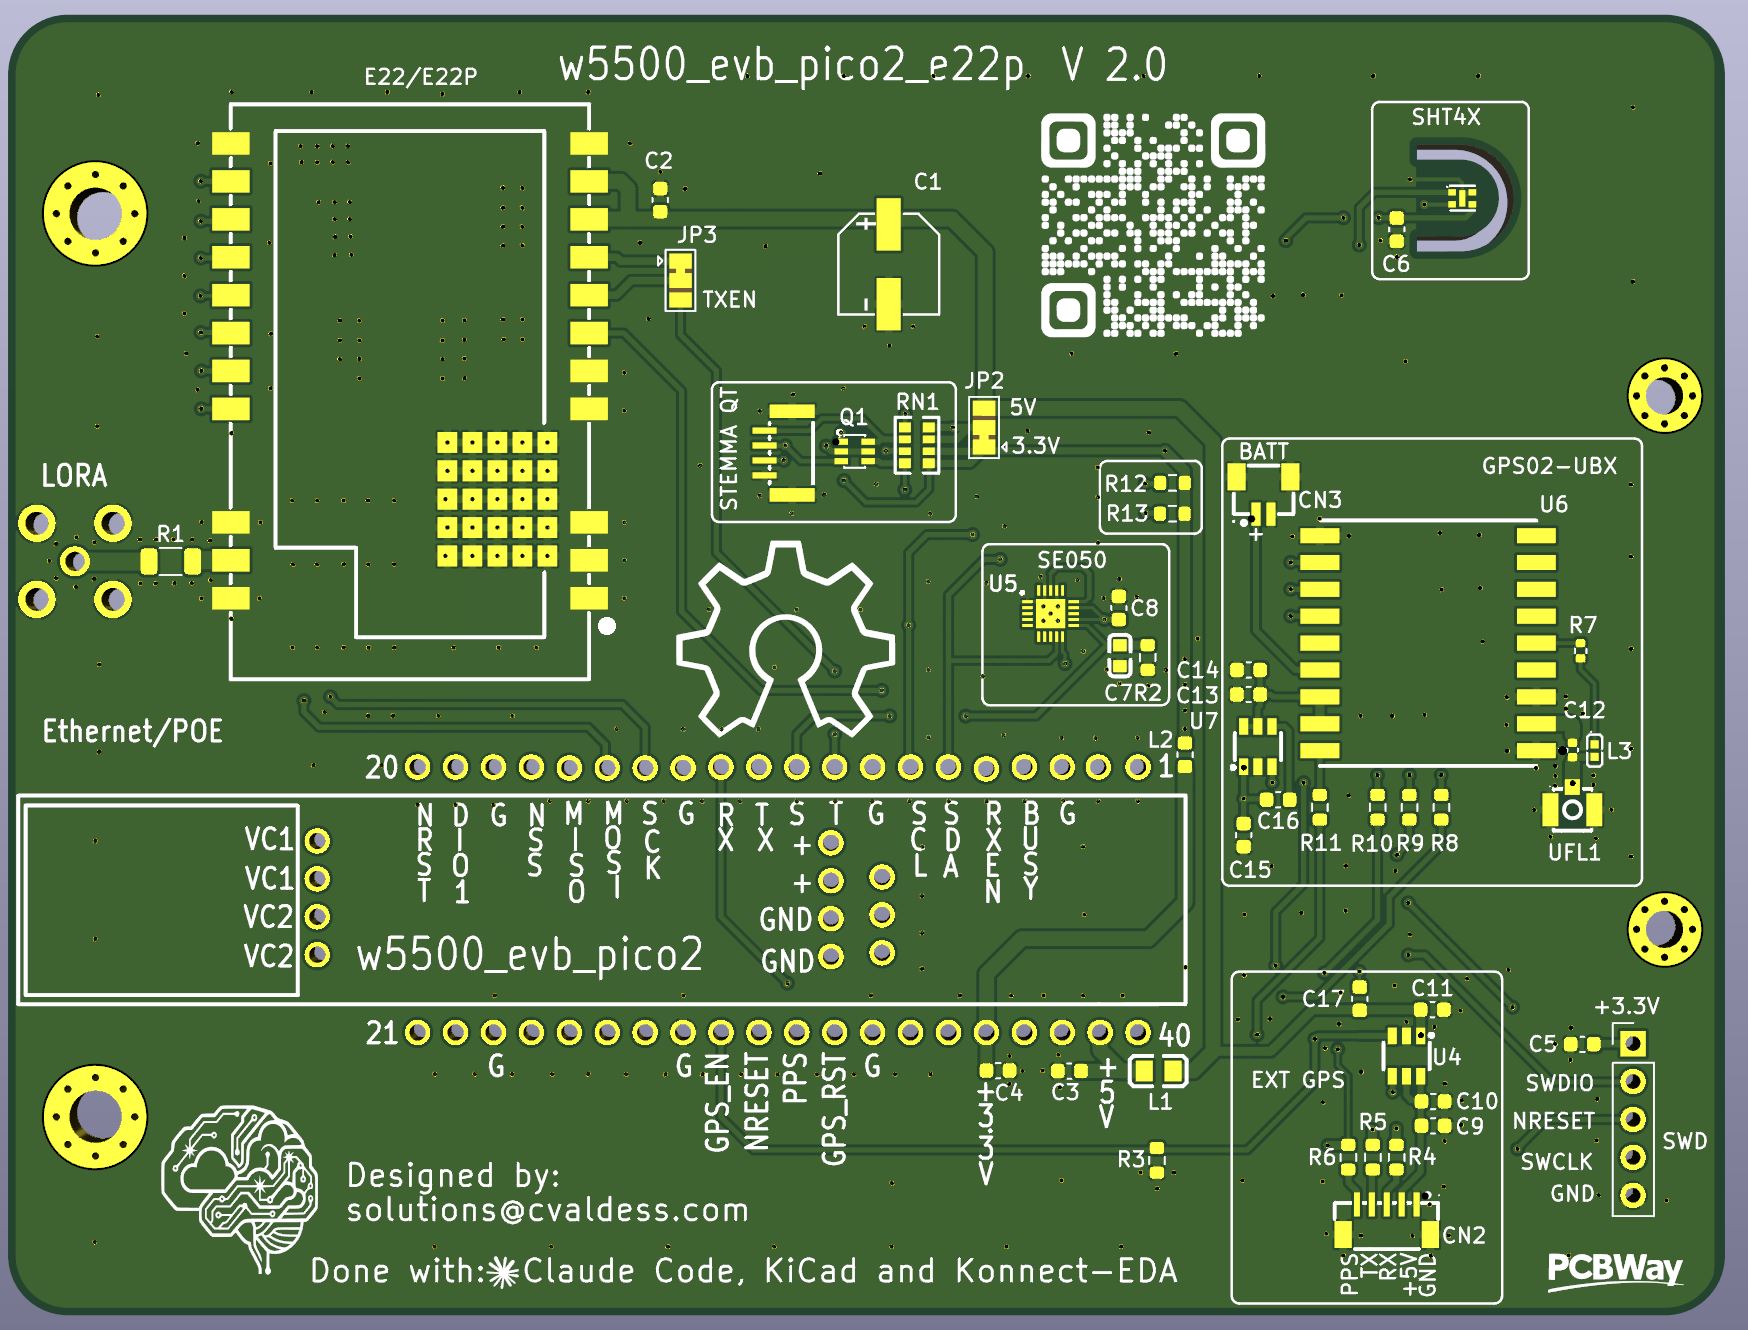 w5500_evb_pico2_e22p V 2.0
E22/E22P
SHT4X
C2
C1
C6
JP3
TXEN
JP2
5V
3.3V
STEMMA QT
Q1
RN1
BATT
GPS02-UBX
CN3
U6
+
LORA
R1
R12
R13
SE050
U5
C8
C7
R2
R7
C14
C13
U7
C12
L3
L2
Ethernet/POE
20
1
NRST
DIO1
G
NSS
MISO
MOSI
SCK
G
RX
TX
S
T
G
SCL
SDA
RXEN
BUSY
G
VC1
VC1
VC2
VC2
+
+
GND
GND
w5500_evb_pico2
C16
C15
R11
R10
R9
R8
UFL1
21
40
G
G
GPS_EN
NRESET
PPS
GPS_RST
G
+3.3V
C4
C3
+5V
L1
R3
C17
C11
U4
EXT GPS
C10
C9
R5
R6
R4
CN2
PPS
TX
RX
+5V
GND
+3.3V
C5
SWDIO
NRESET
SWD
SWCLK
GND
Designed by:
solutions@cvaldess.com
Done with: Claude Code, KiCad and Konnect-EDA
PCBWay